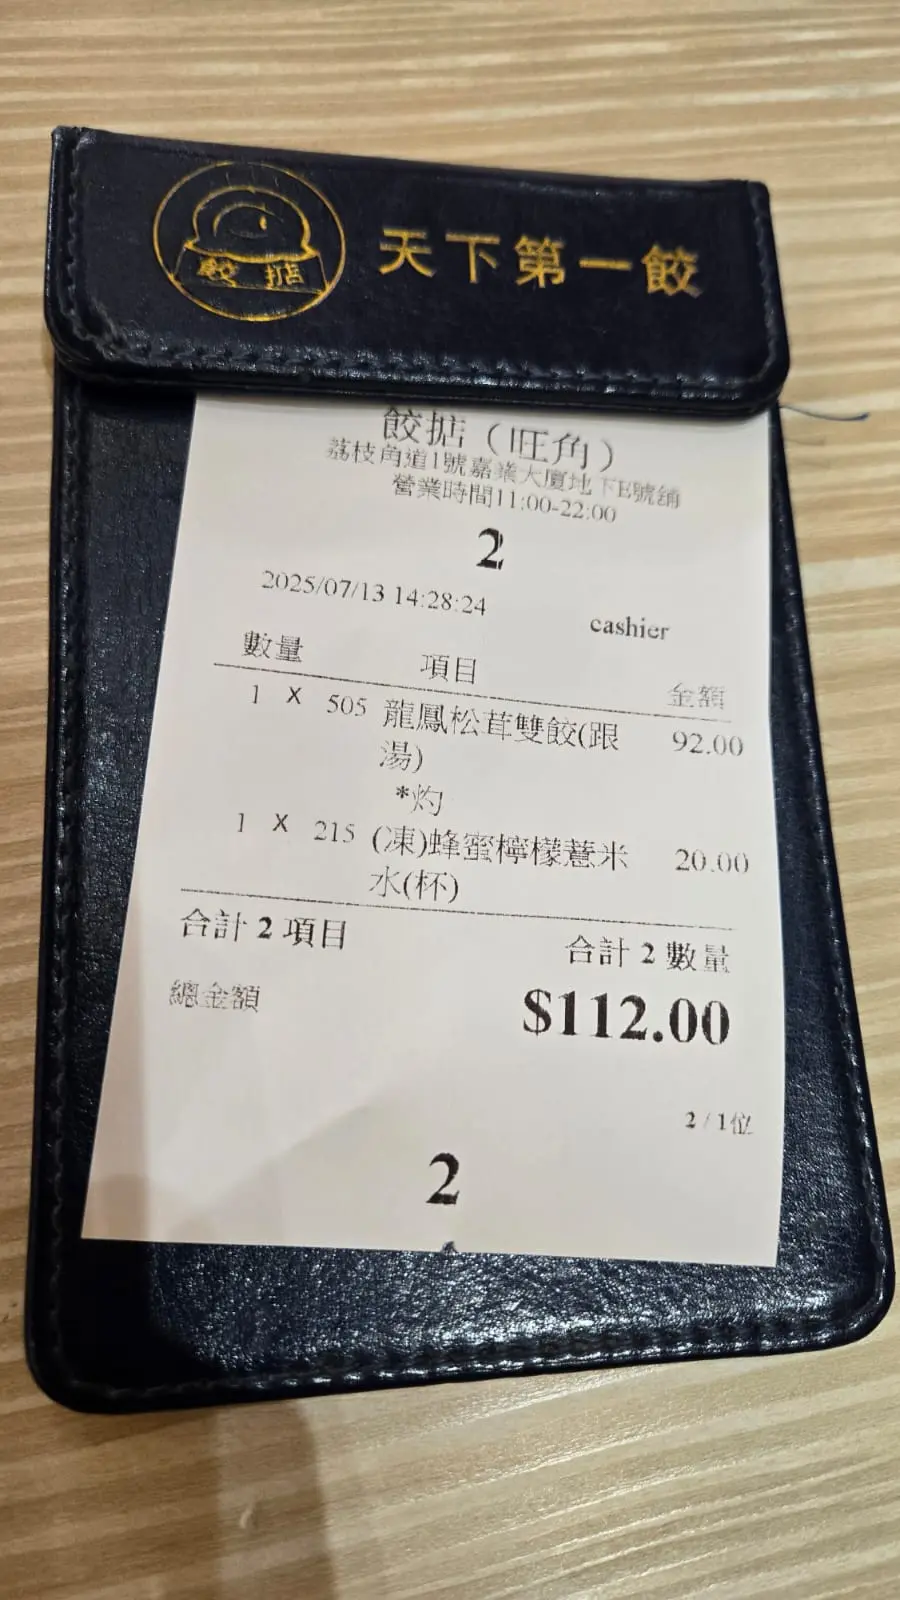 餃掂
天下第一餃
餃掂（旺角）
荔枝角道1號嘉業大廈地下E號舖
營業時間11:00-22:00
2
2025/07/13 14:28:24 cashier
數量 項目 金額
1 X 505 龍鳳松茸雙餃(跟 92.00
湯)
*灼
1 X 215 (凍)蜂蜜檸檬薏米 20.00
水(杯)
合計 2 項目 合計 2 數量
總金額 $112.00
2 / 1位
2